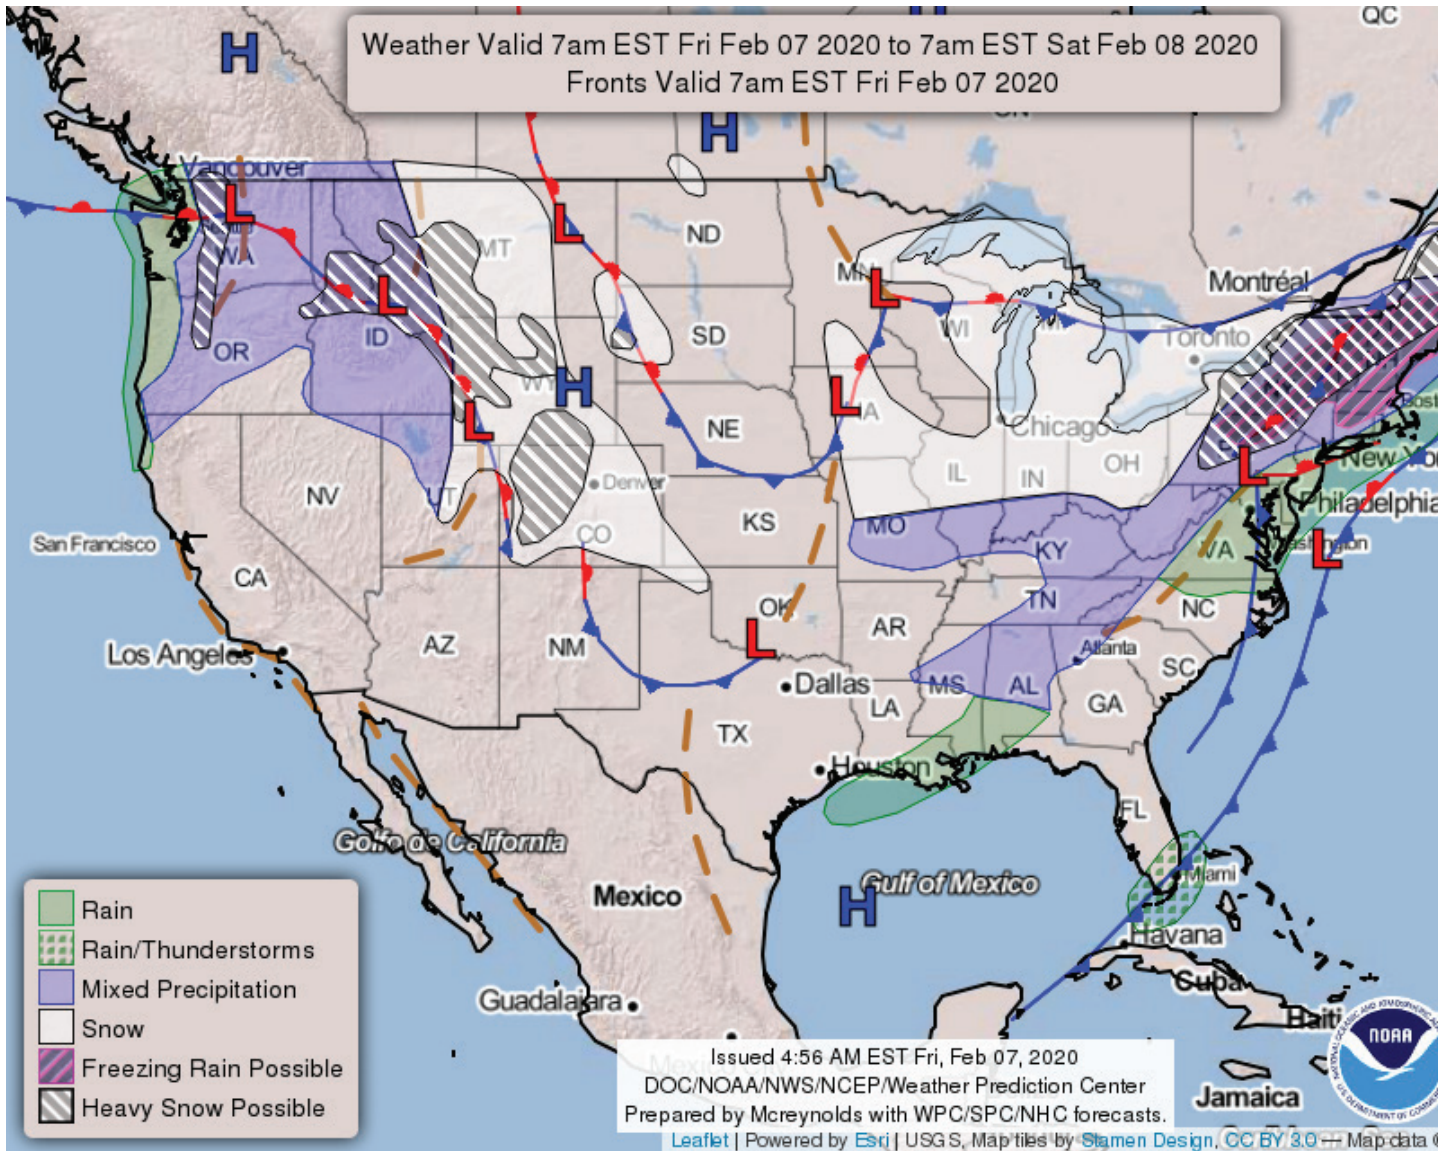 QC
Weather Valid 7am EST Fri Feb 07 2020 to 7am EST Sat Feb 08 2020
Fronts Valid 7am EST Fri Feb 07 2020
H
H
Vancouver
L
L
WA
MT
ND
MN
L
Montréal
OR
ID
L
SD
WI
Toronto
WY
H
L
IA
L
NE
Chicago
IL
IN
OH
L
New Yor
NV
UT
Denver
CO
KS
MO
KY
VA
Philadelphia
San Francisco
CA
L
TN
NC
OK
AR
Los Angeles
AZ
NM
L
Atlanta
SC
Dallas
MS
AL
GA
LA
TX
Houston
FL
Golfo de California
Mexico
H
Gulf of Mexico
Miami
Havana
Cuba
Guadalajara
Haiti
Mexico City
Jamaica
Rain
Rain/Thunderstorms
Mixed Precipitation
Snow
Freezing Rain Possible
Heavy Snow Possible
NOAA
Issued 4:56 AM EST Fri, Feb 07, 2020
DOC/NOAA/NWS/NCEP/Weather Prediction Center
Prepared by Mcreynolds with WPC/SPC/NHC forecasts.
Leaflet | Powered by Esri | USGS, Map tiles by Stamen Design, CC BY 3.0 — Map data ©